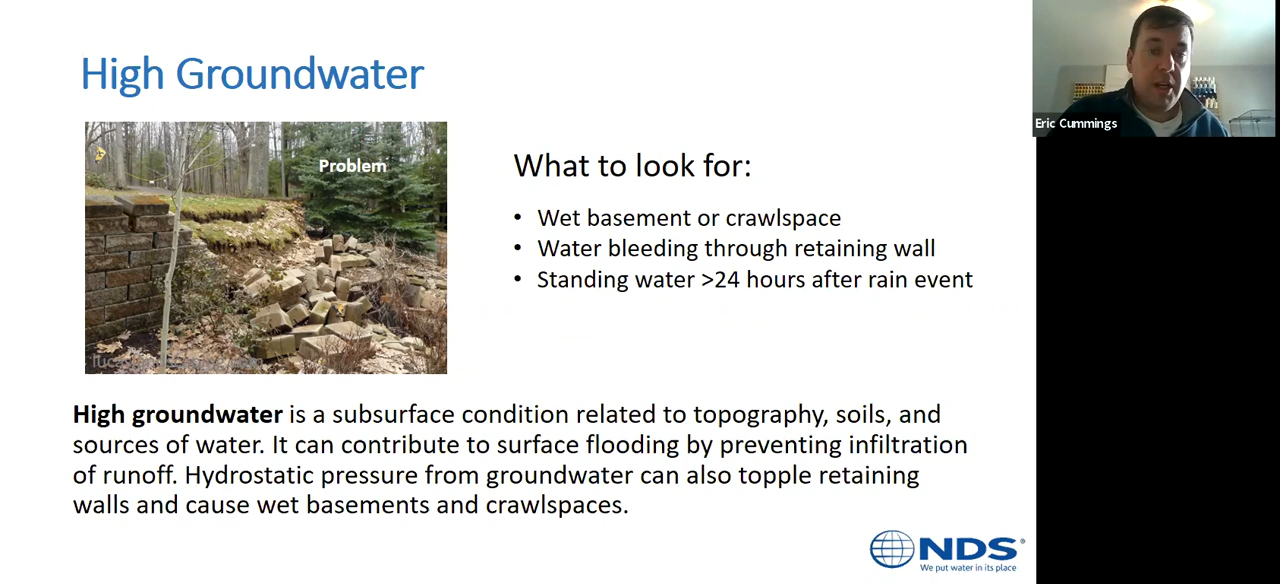 High Groundwater
Problem
What to look for:
• Wet basement or crawlspace
• Water bleeding through retaining wall
• Standing water >24 hours after rain event
High groundwater is a subsurface condition related to topography, soils, and
sources of water. It can contribute to surface flooding by preventing infiltration
of runoff. Hydrostatic pressure from groundwater can also topple retaining
walls and cause wet basements and crawlspaces.
NDS®
We put water in its place
Eric Cummings